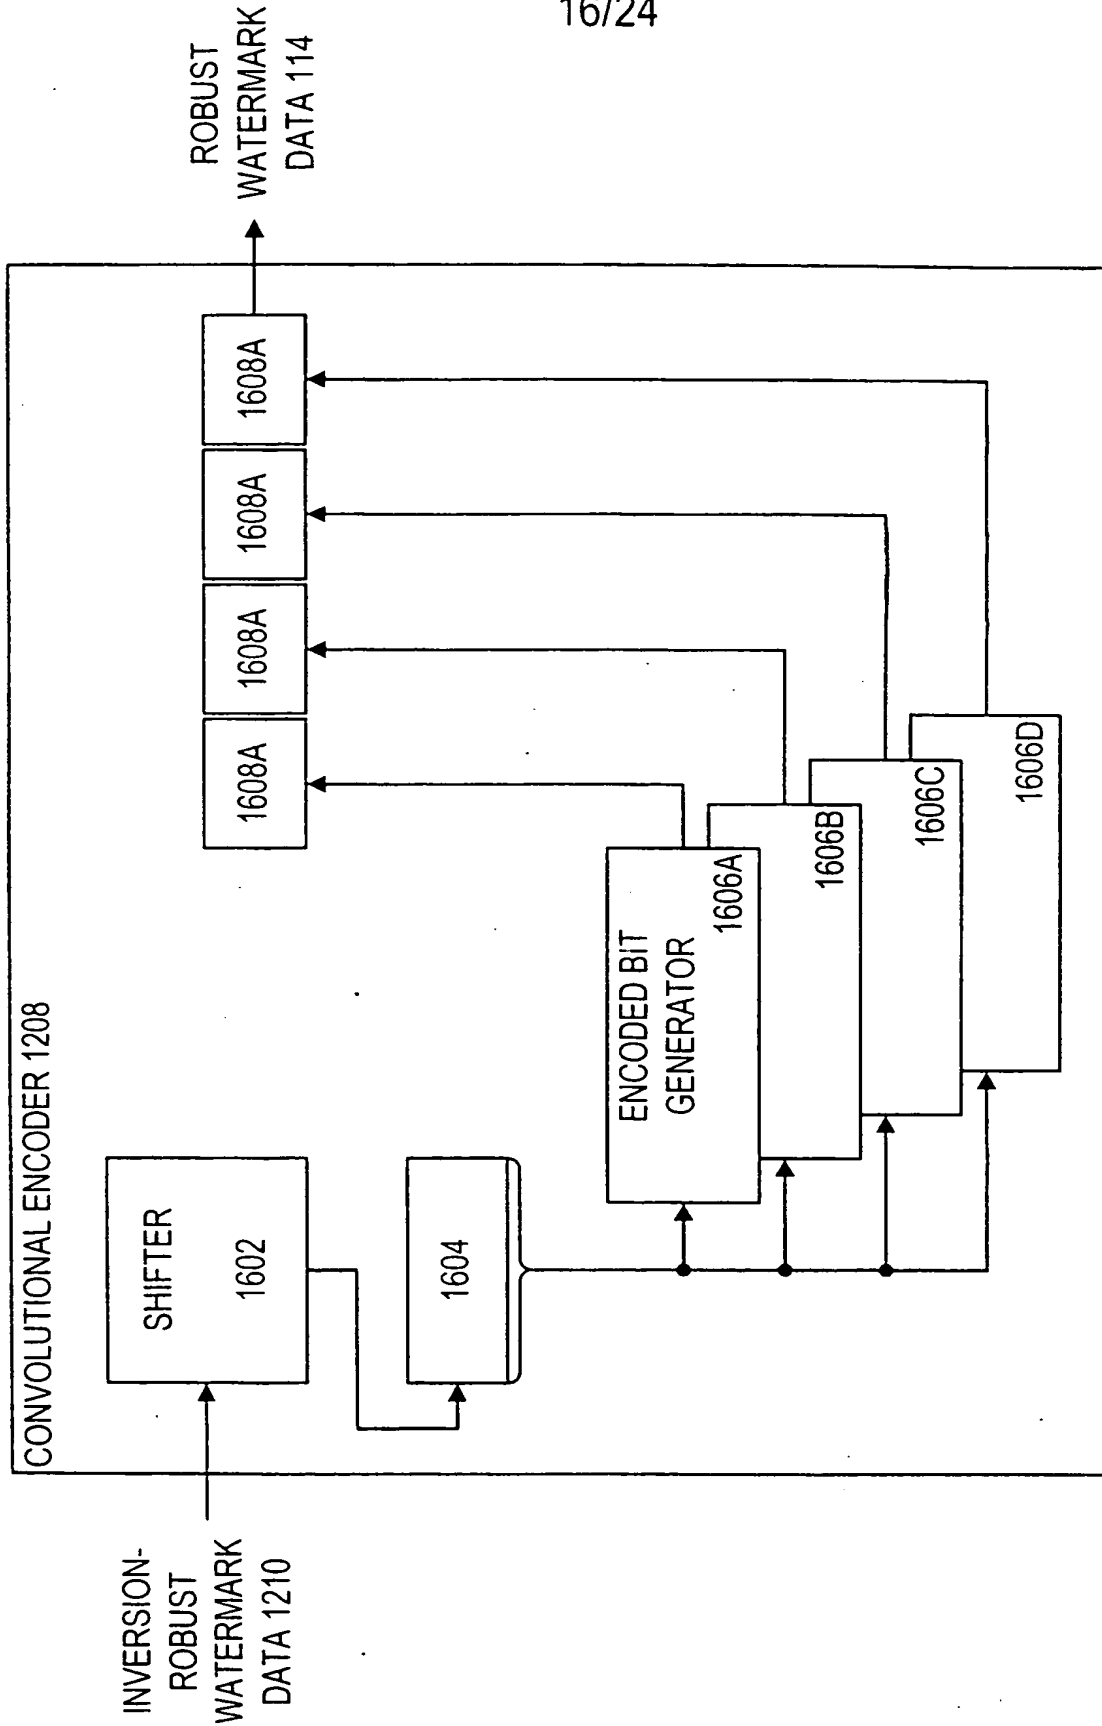 16/24
CONVOLUTIONAL ENCODER 1208
INVERSION-
ROBUST
WATERMARK
DATA 1210
SHIFTER
1602
1604
ENCODED BIT
GENERATOR
1606A
1606B
1606C
1606D
1608A
1608A
1608A
1608A
ROBUST
WATERMARK
DATA 114